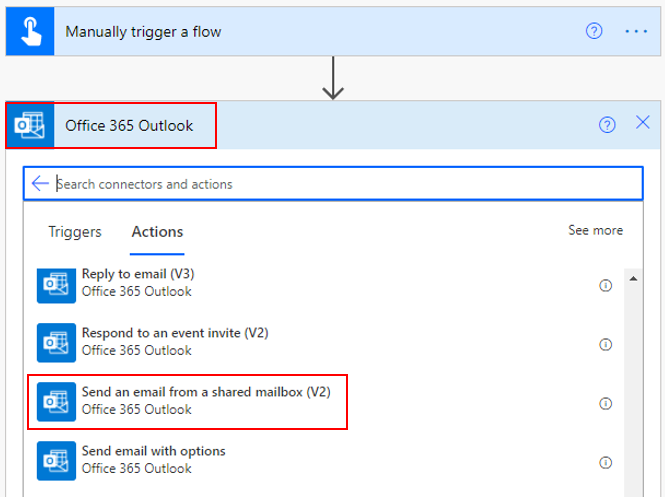 Manually trigger a flow
Office 365 Outlook
Search connectors and actions
Triggers
Actions
See more
Reply to email (V3)
Office 365 Outlook
Respond to an event invite (V2)
Office 365 Outlook
Send an email from a shared mailbox (V2)
Office 365 Outlook
Send email with options
Office 365 Outlook